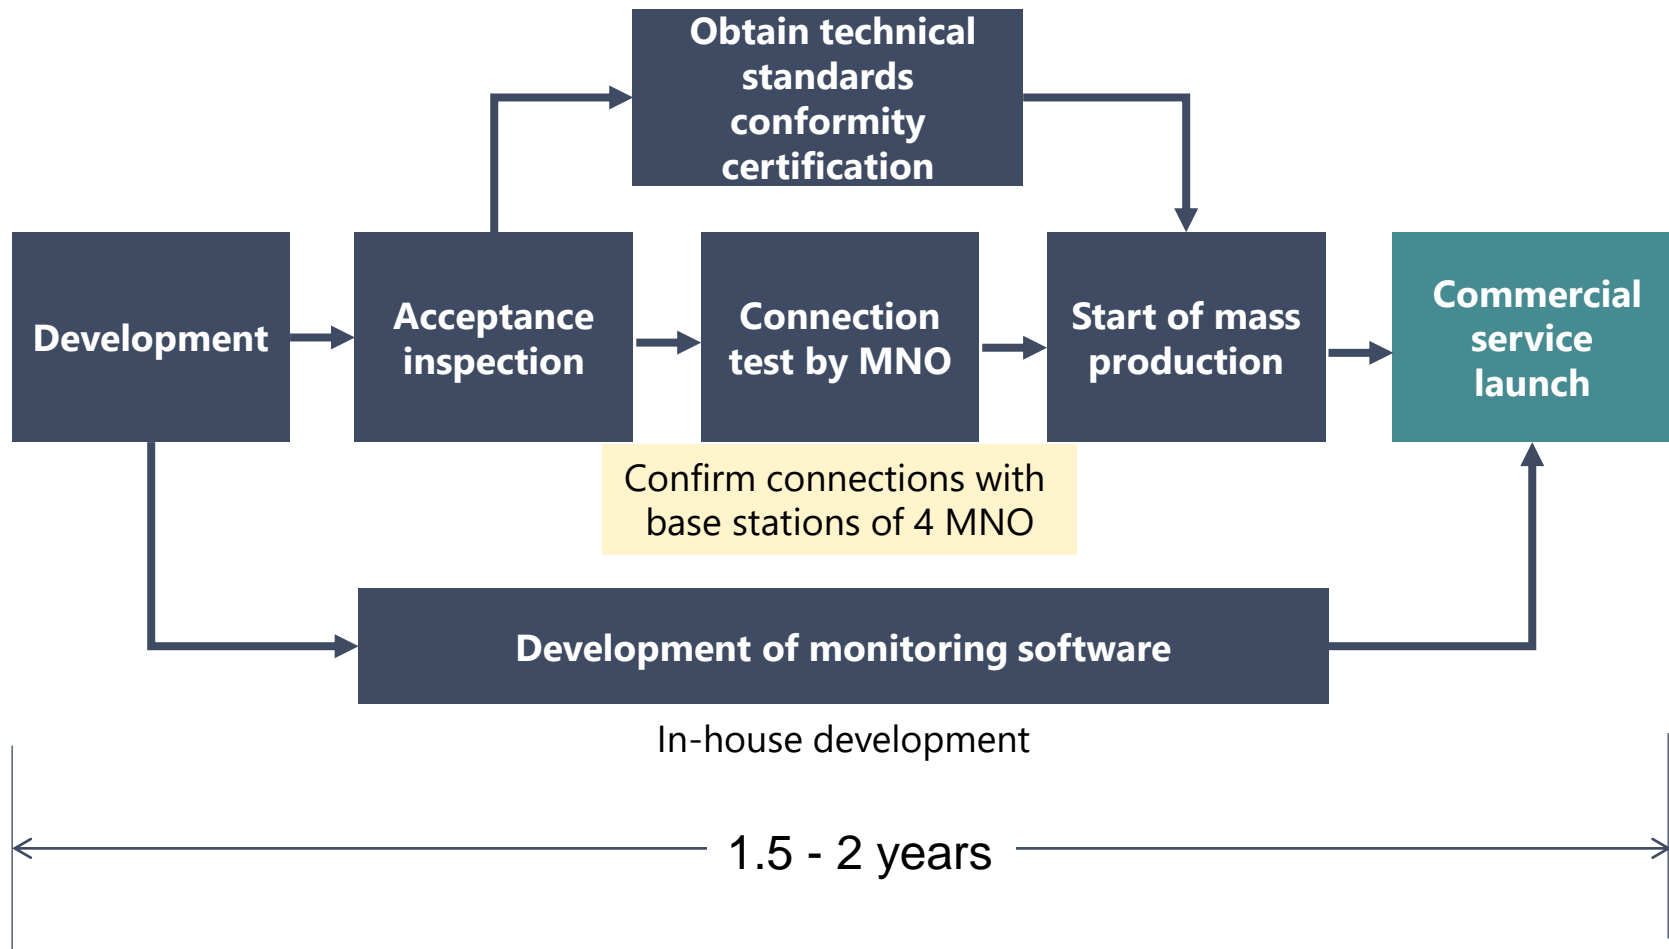 Obtain technical
standards
conformity
certification
Development
Acceptance
inspection
Connection
test by MNO
Start of mass
production
Commercial
service
launch
Confirm connections with
base stations of 4 MNO
Development of monitoring software
In-house development
1.5 - 2 years